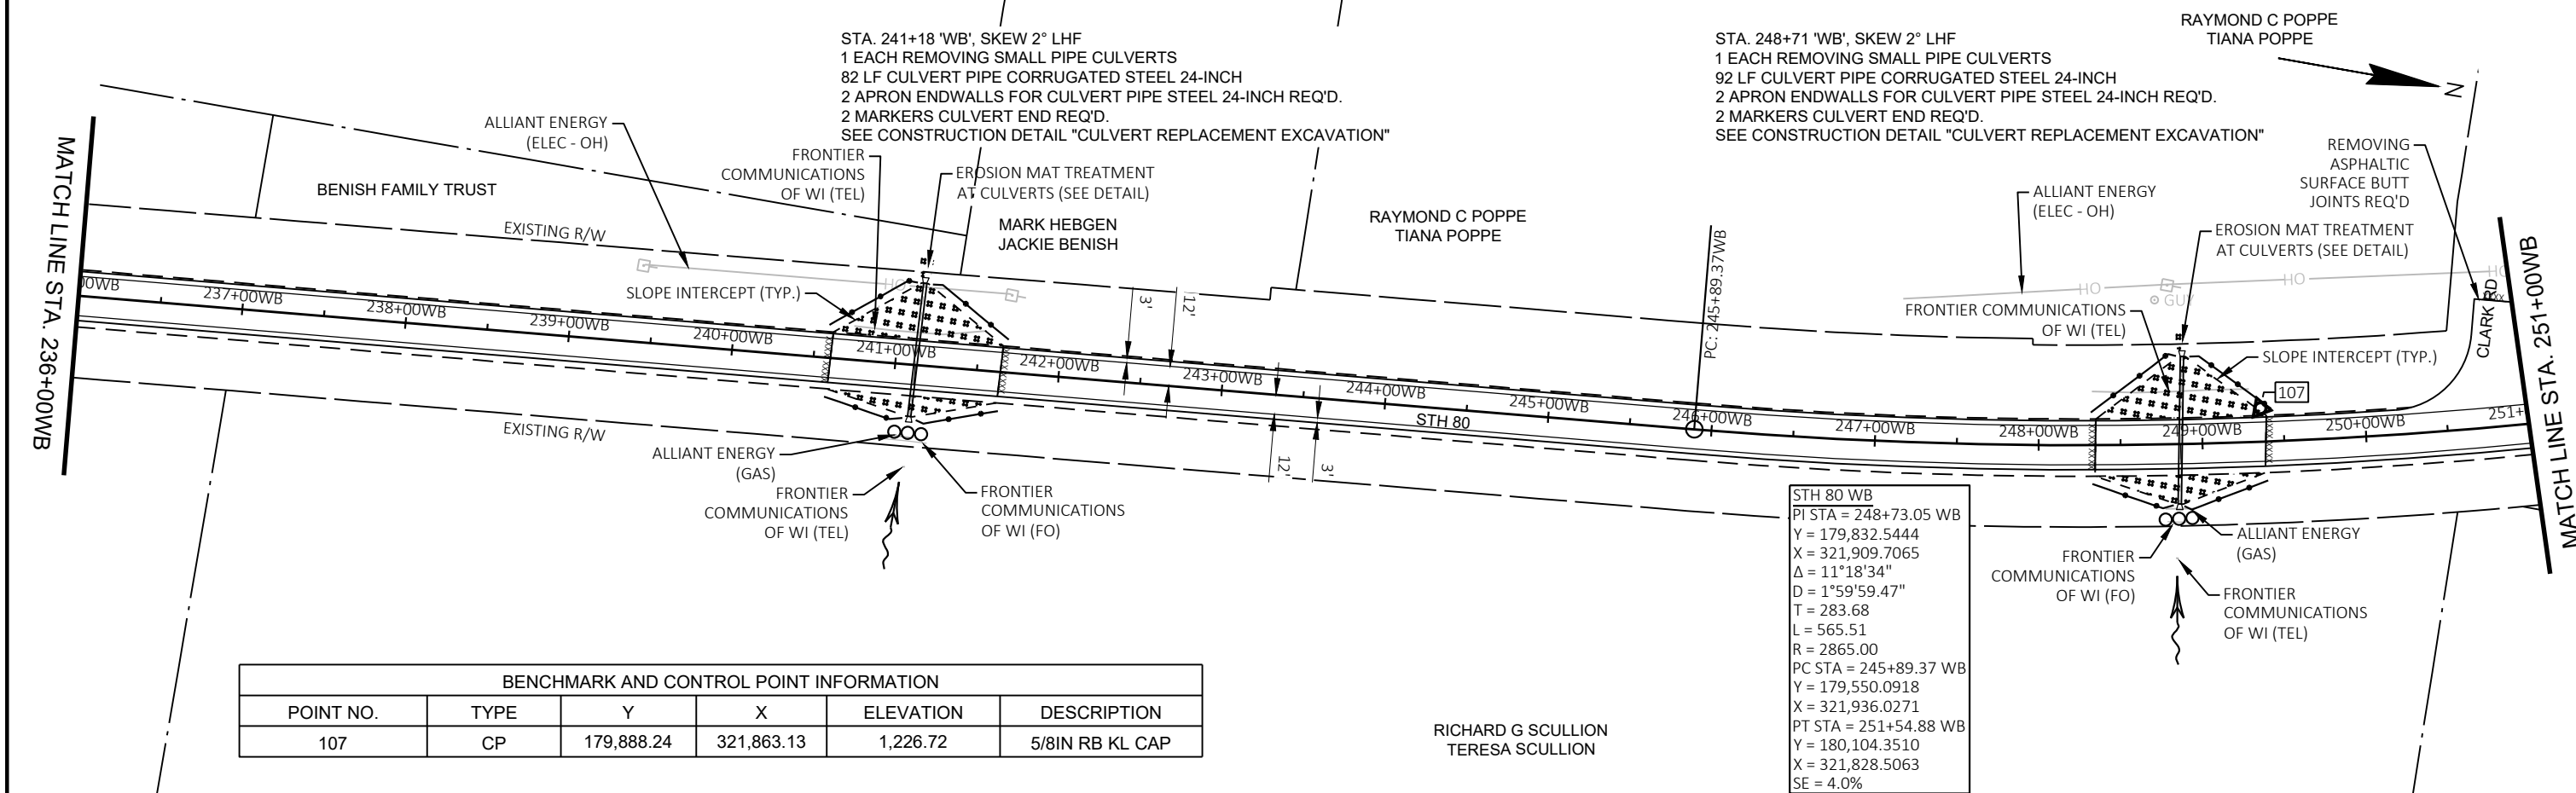 STA. 241+18 'WB', SKEW 2° LHF
1 EACH REMOVING SMALL PIPE CULVERTS
82 LF CULVERT PIPE CORRUGATED STEEL 24-INCH
2 APRON ENDWALLS FOR CULVERT PIPE STEEL 24-INCH REQ'D.
2 MARKERS CULVERT END REQ'D.
SEE CONSTRUCTION DETAIL "CULVERT REPLACEMENT EXCAVATION"
STA. 248+71 'WB', SKEW 2° LHF
1 EACH REMOVING SMALL PIPE CULVERTS
92 LF CULVERT PIPE CORRUGATED STEEL 24-INCH
2 APRON ENDWALLS FOR CULVERT PIPE STEEL 24-INCH REQ'D.
2 MARKERS CULVERT END REQ'D.
SEE CONSTRUCTION DETAIL "CULVERT REPLACEMENT EXCAVATION"
RAYMOND C POPPE
TIANA POPPE
N
MATCH LINE STA. 236+00WB
ALLIANT ENERGY
(ELEC - OH)
BENISH FAMILY TRUST
EXISTING R/W
FRONTIER
COMMUNICATIONS
OF WI (TEL)
EROSION MAT TREATMENT
AT CULVERTS (SEE DETAIL)
MARK HEBGEN
JACKIE BENISH
RAYMOND C POPPE
TIANA POPPE
PC: 245+89.37WB
ALLIANT ENERGY
(ELEC - OH)
REMOVING
ASPHALTIC
SURFACE BUTT
JOINTS REQ'D
EROSION MAT TREATMENT
AT CULVERTS (SEE DETAIL)
SLOPE INTERCEPT (TYP.)
HO
3'
12'
HO
HO
HO
GUY
FRONTIER COMMUNICATIONS
OF WI (TEL)
SLOPE INTERCEPT (TYP.)
107
CLARK RD
MATCH LINE STA. 251+00WB
00WB
237+00WB
238+00WB
239+00WB
240+00WB
241+00WB
242+00WB
243+00WB
244+00WB
245+00WB
246+00WB
247+00WB
248+00WB
249+00WB
250+00WB
251+
STH 80
12'
3'
EXISTING R/W
ALLIANT ENERGY
(GAS)
FRONTIER
COMMUNICATIONS
OF WI (TEL)
FRONTIER
COMMUNICATIONS
OF WI (FO)
STH 80 WB
PI STA = 248+73.05 WB
Y = 179,832.5444
X = 321,909.7065
Δ = 11°18'34"
D = 1°59'59.47"
T = 283.68
L = 565.51
R = 2865.00
PC STA = 245+89.37 WB
Y = 179,550.0918
X = 321,936.0271
PT STA = 251+54.88 WB
Y = 180,104.3510
X = 321,828.5063
SE = 4.0%
FRONTIER
COMMUNICATIONS
OF WI (FO)
ALLIANT ENERGY
(GAS)
FRONTIER
COMMUNICATIONS
OF WI (TEL)
BENCHMARK AND CONTROL POINT INFORMATION
POINT NO. TYPE Y X ELEVATION DESCRIPTION
107 CP 179,888.24 321,863.13 1,226.72 5/8IN RB KL CAP
RICHARD G SCULLION
TERESA SCULLION